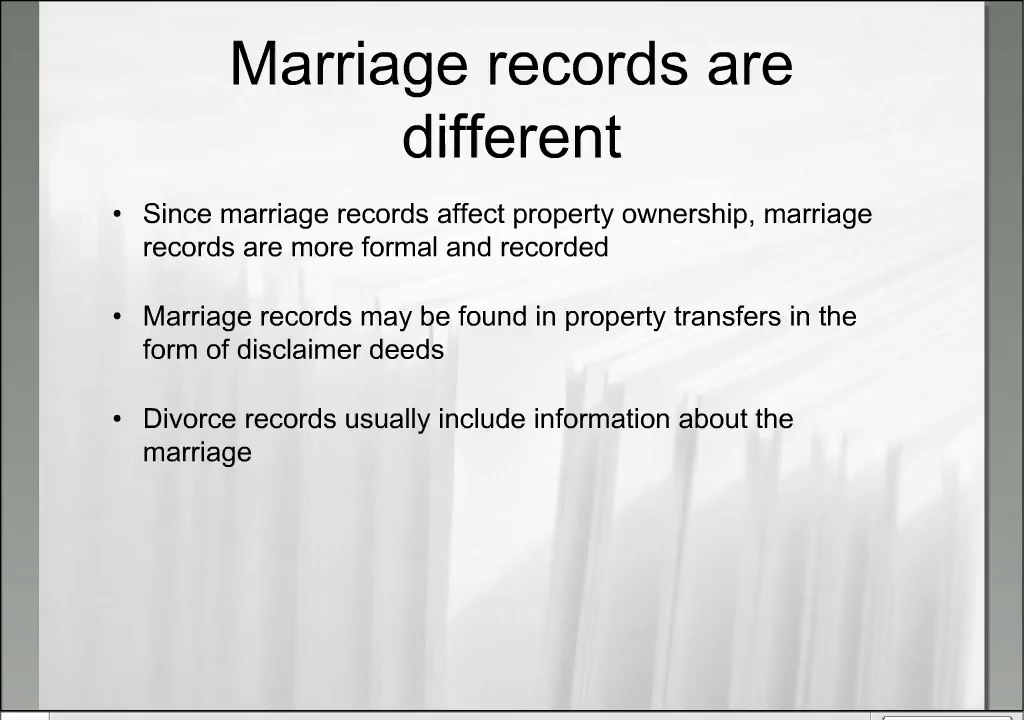 Marriage records are
different
• Since marriage records affect property ownership, marriage
records are more formal and recorded
• Marriage records may be found in property transfers in the
form of disclaimer deeds
• Divorce records usually include information about the
marriage